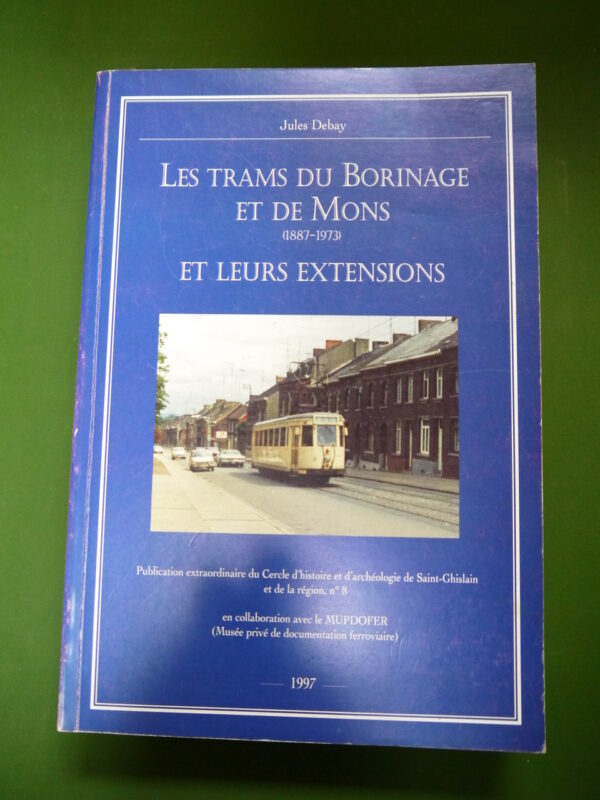 Jules Debay
LES TRAMS DU BORINAGE
ET DE MONS
(1887-1973)
ET LEURS EXTENSIONS
Publication extraordinaire du Cercle d'histoire et d'archéologie de Saint-Ghislain
et de la région, n° 8
en collaboration avec le MUPDOFER
(Musée privé de documentation ferroviaire)
1997